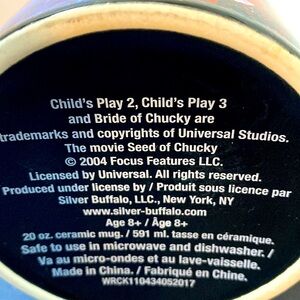 Child's Play 2, Child's Play 3
and Bride of Chucky are
trademarks and copyrights of Universal Studios.
The movie Seed of Chucky
© 2004 Focus Features LLC.
Licensed by Universal. All rights reserved.
Produced under license by / Produit sous licence par
Silver Buffalo, LLC., New York, NY
www.silver-buffalo.com
Age 8+ / Âge 8+
20 oz. ceramic mug. / 591 ml. tasse en céramique.
Safe to use in microwave and dishwasher. /
Va au micro-ondes et au lave-vaisselle.
Made in China. / Fabriqué en Chine.
WRCK110434052017